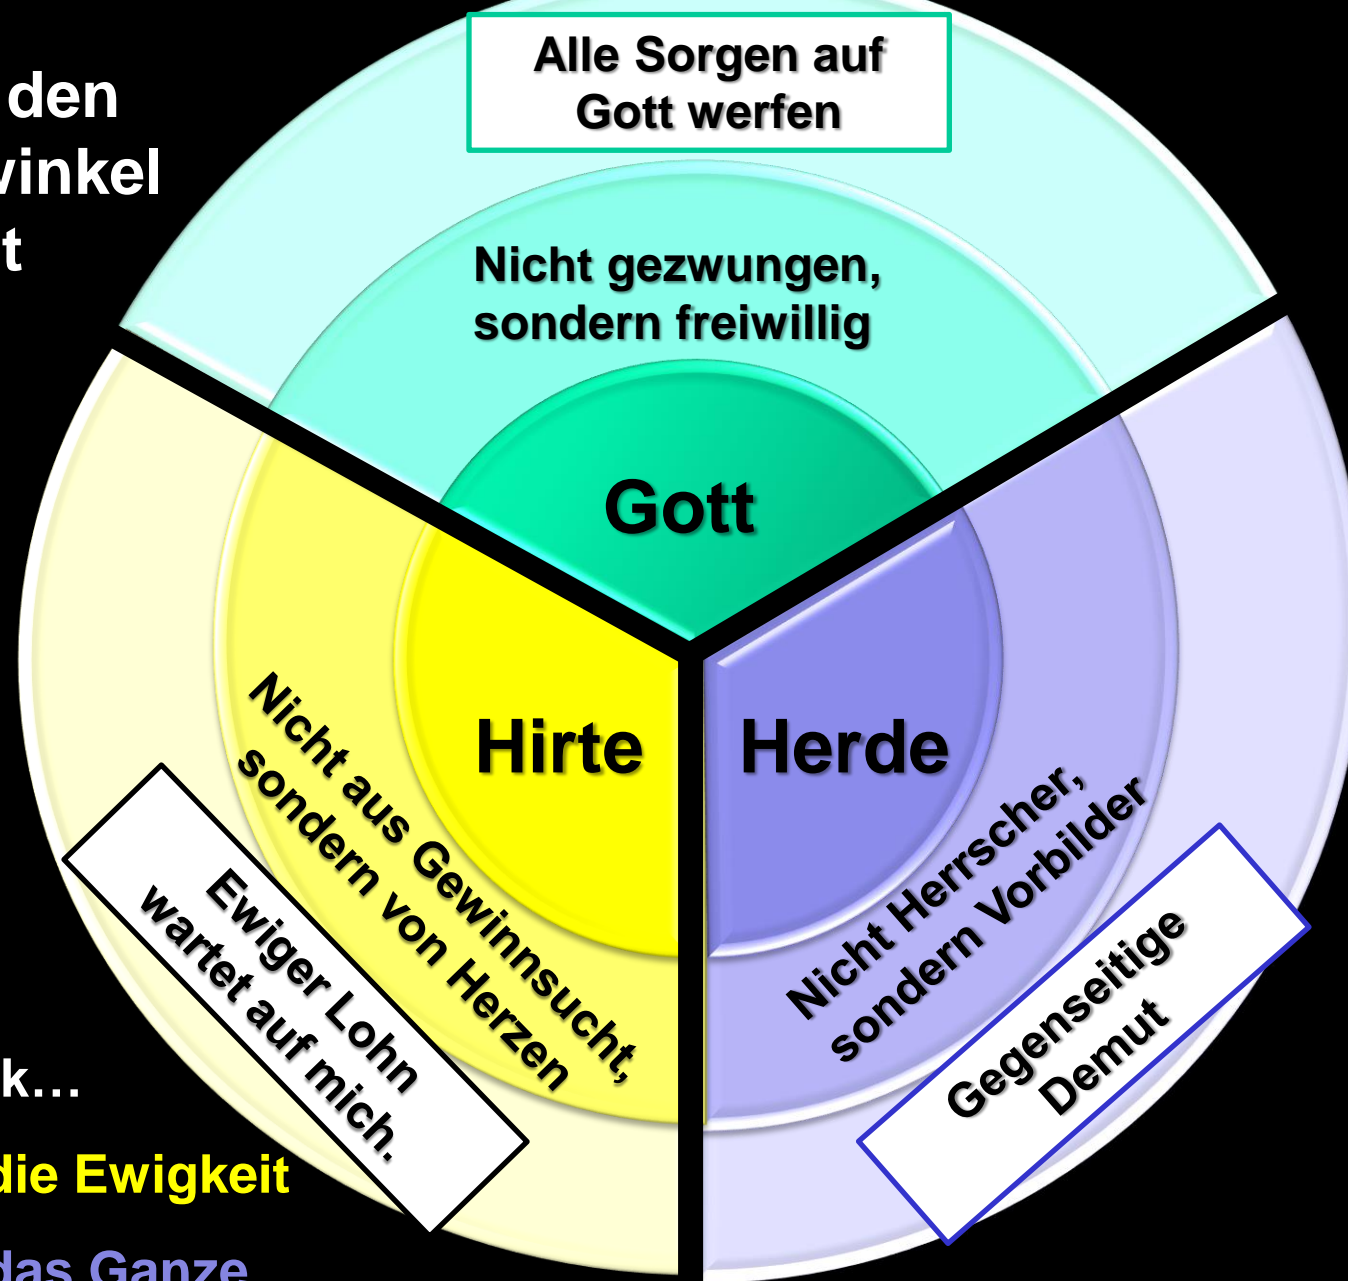 den
winkel
t
Alle Sorgen auf
Gott werfen
Nicht gezwungen,
sondern freiwillig
Gott
Hirte
Herde
Nicht aus Gewinnsucht,
sondern von Herzen
Nicht Herrscher,
sondern Vorbilder
Ewiger Lohn
wartet auf mich.
Gegenseitige
Demut
k…
die Ewigkeit
das Ganze